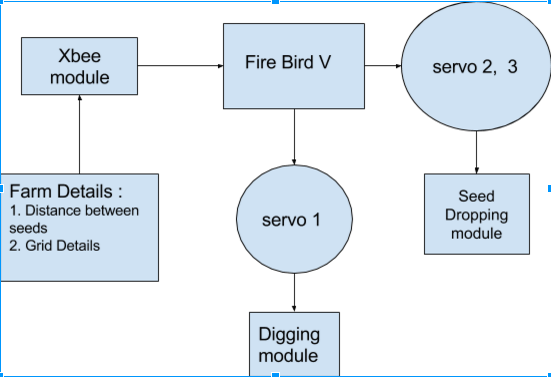 Xbee
module
Fire Bird V
servo 2,  3
Farm Details :
1. Distance between
seeds
2. Grid Details
servo 1
Seed
Dropping
module
Digging
module